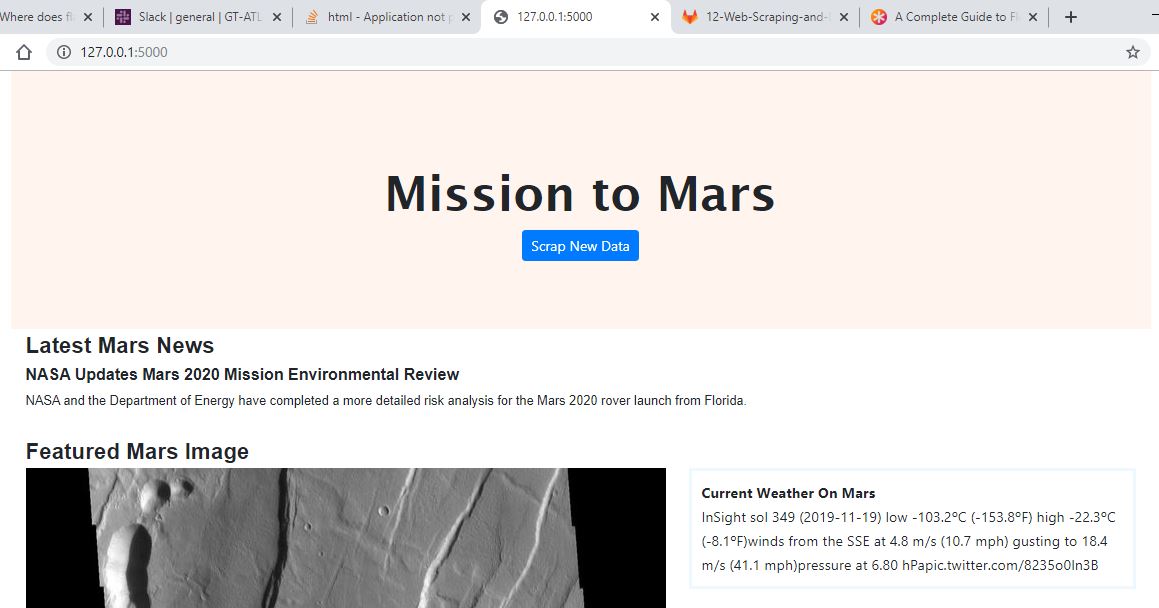 Where does fl
Slack | general | GT-ATL
html - Application not p
127.0.0.1:5000
12-Web-Scraping-and-
A Complete Guide to Fl
127.0.0.1:5000
Mission to Mars
Scrap New Data
Latest Mars News
NASA Updates Mars 2020 Mission Environmental Review
NASA and the Department of Energy have completed a more detailed risk analysis for the Mars 2020 rover launch from Florida.
Featured Mars Image
Current Weather On Mars
InSight sol 349 (2019-11-19) low -103.2ºC (-153.8ºF) high -22.3ºC
(-8.1ºF)winds from the SSE at 4.8 m/s (10.7 mph) gusting to 18.4
m/s (41.1 mph)pressure at 6.80 hPapic.twitter.com/8235o0ln3B